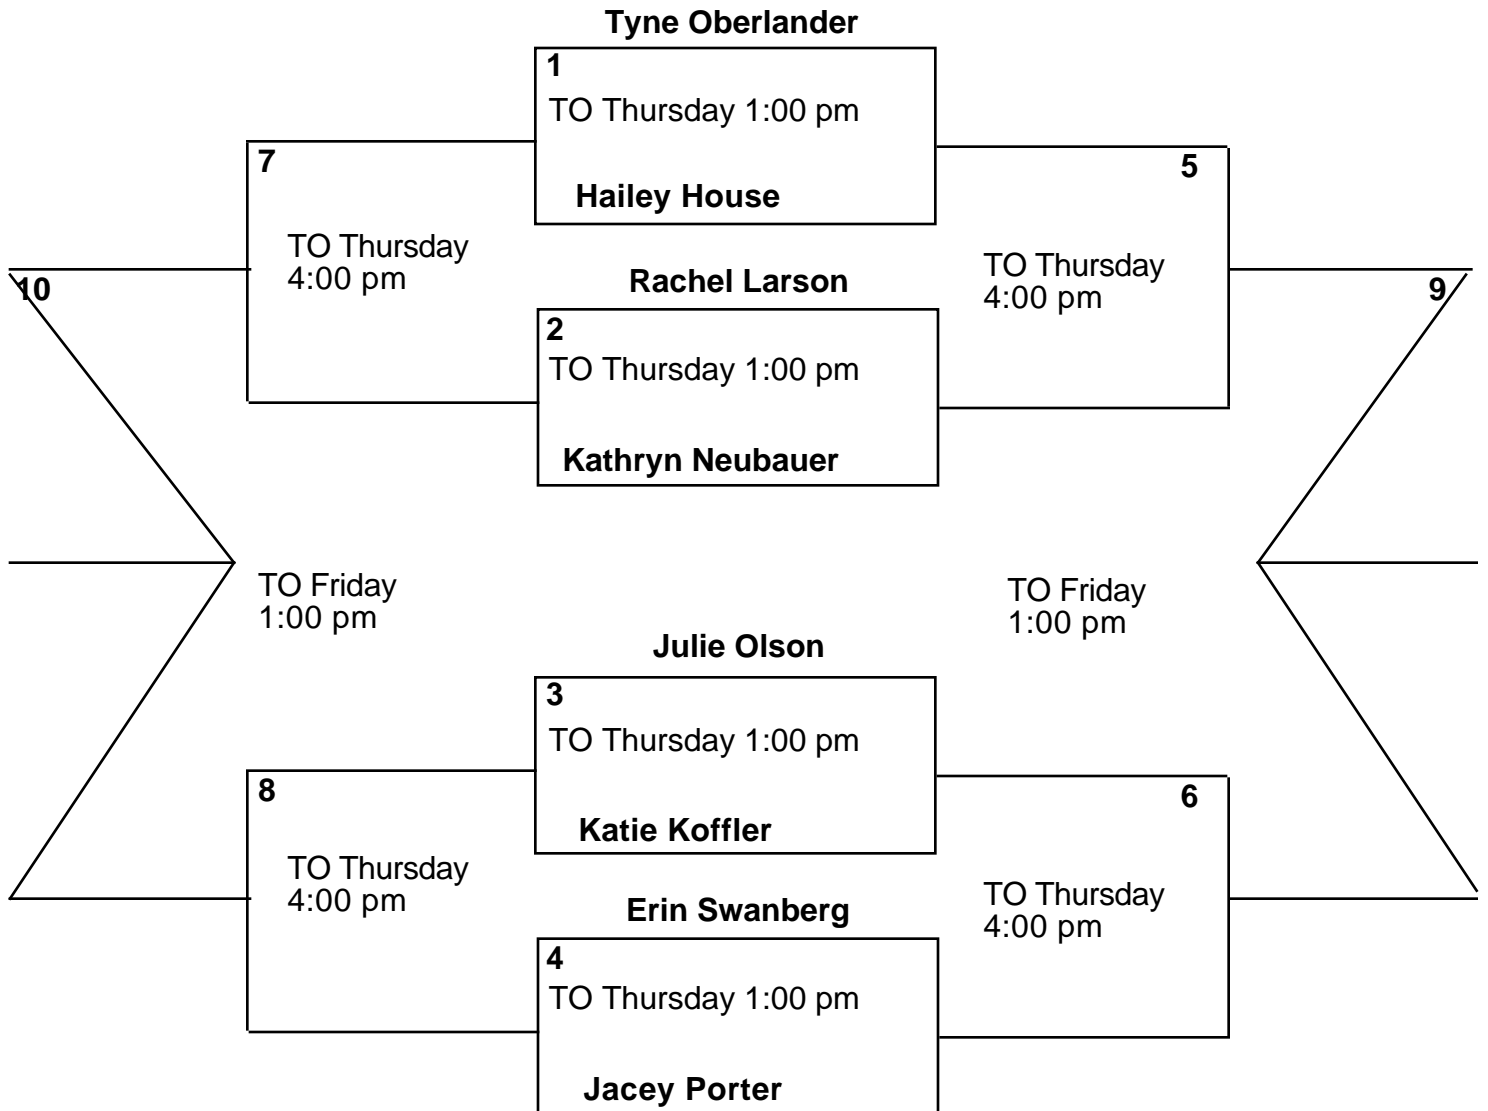 Tyne Oberlander
1
TO Thursday 1:00 pm
7
5
Hailey House
TO Thursday
4:00 pm
TO Thursday
4:00 pm
Rachel Larson
10
9
2
TO Thursday 1:00 pm
Kathryn Neubauer
TO Friday
1:00 pm
TO Friday
1:00 pm
Julie Olson
3
TO Thursday 1:00 pm
8
6
Katie Koffler
TO Thursday
4:00 pm
TO Thursday
4:00 pm
Erin Swanberg
4
TO Thursday 1:00 pm
Jacey Porter